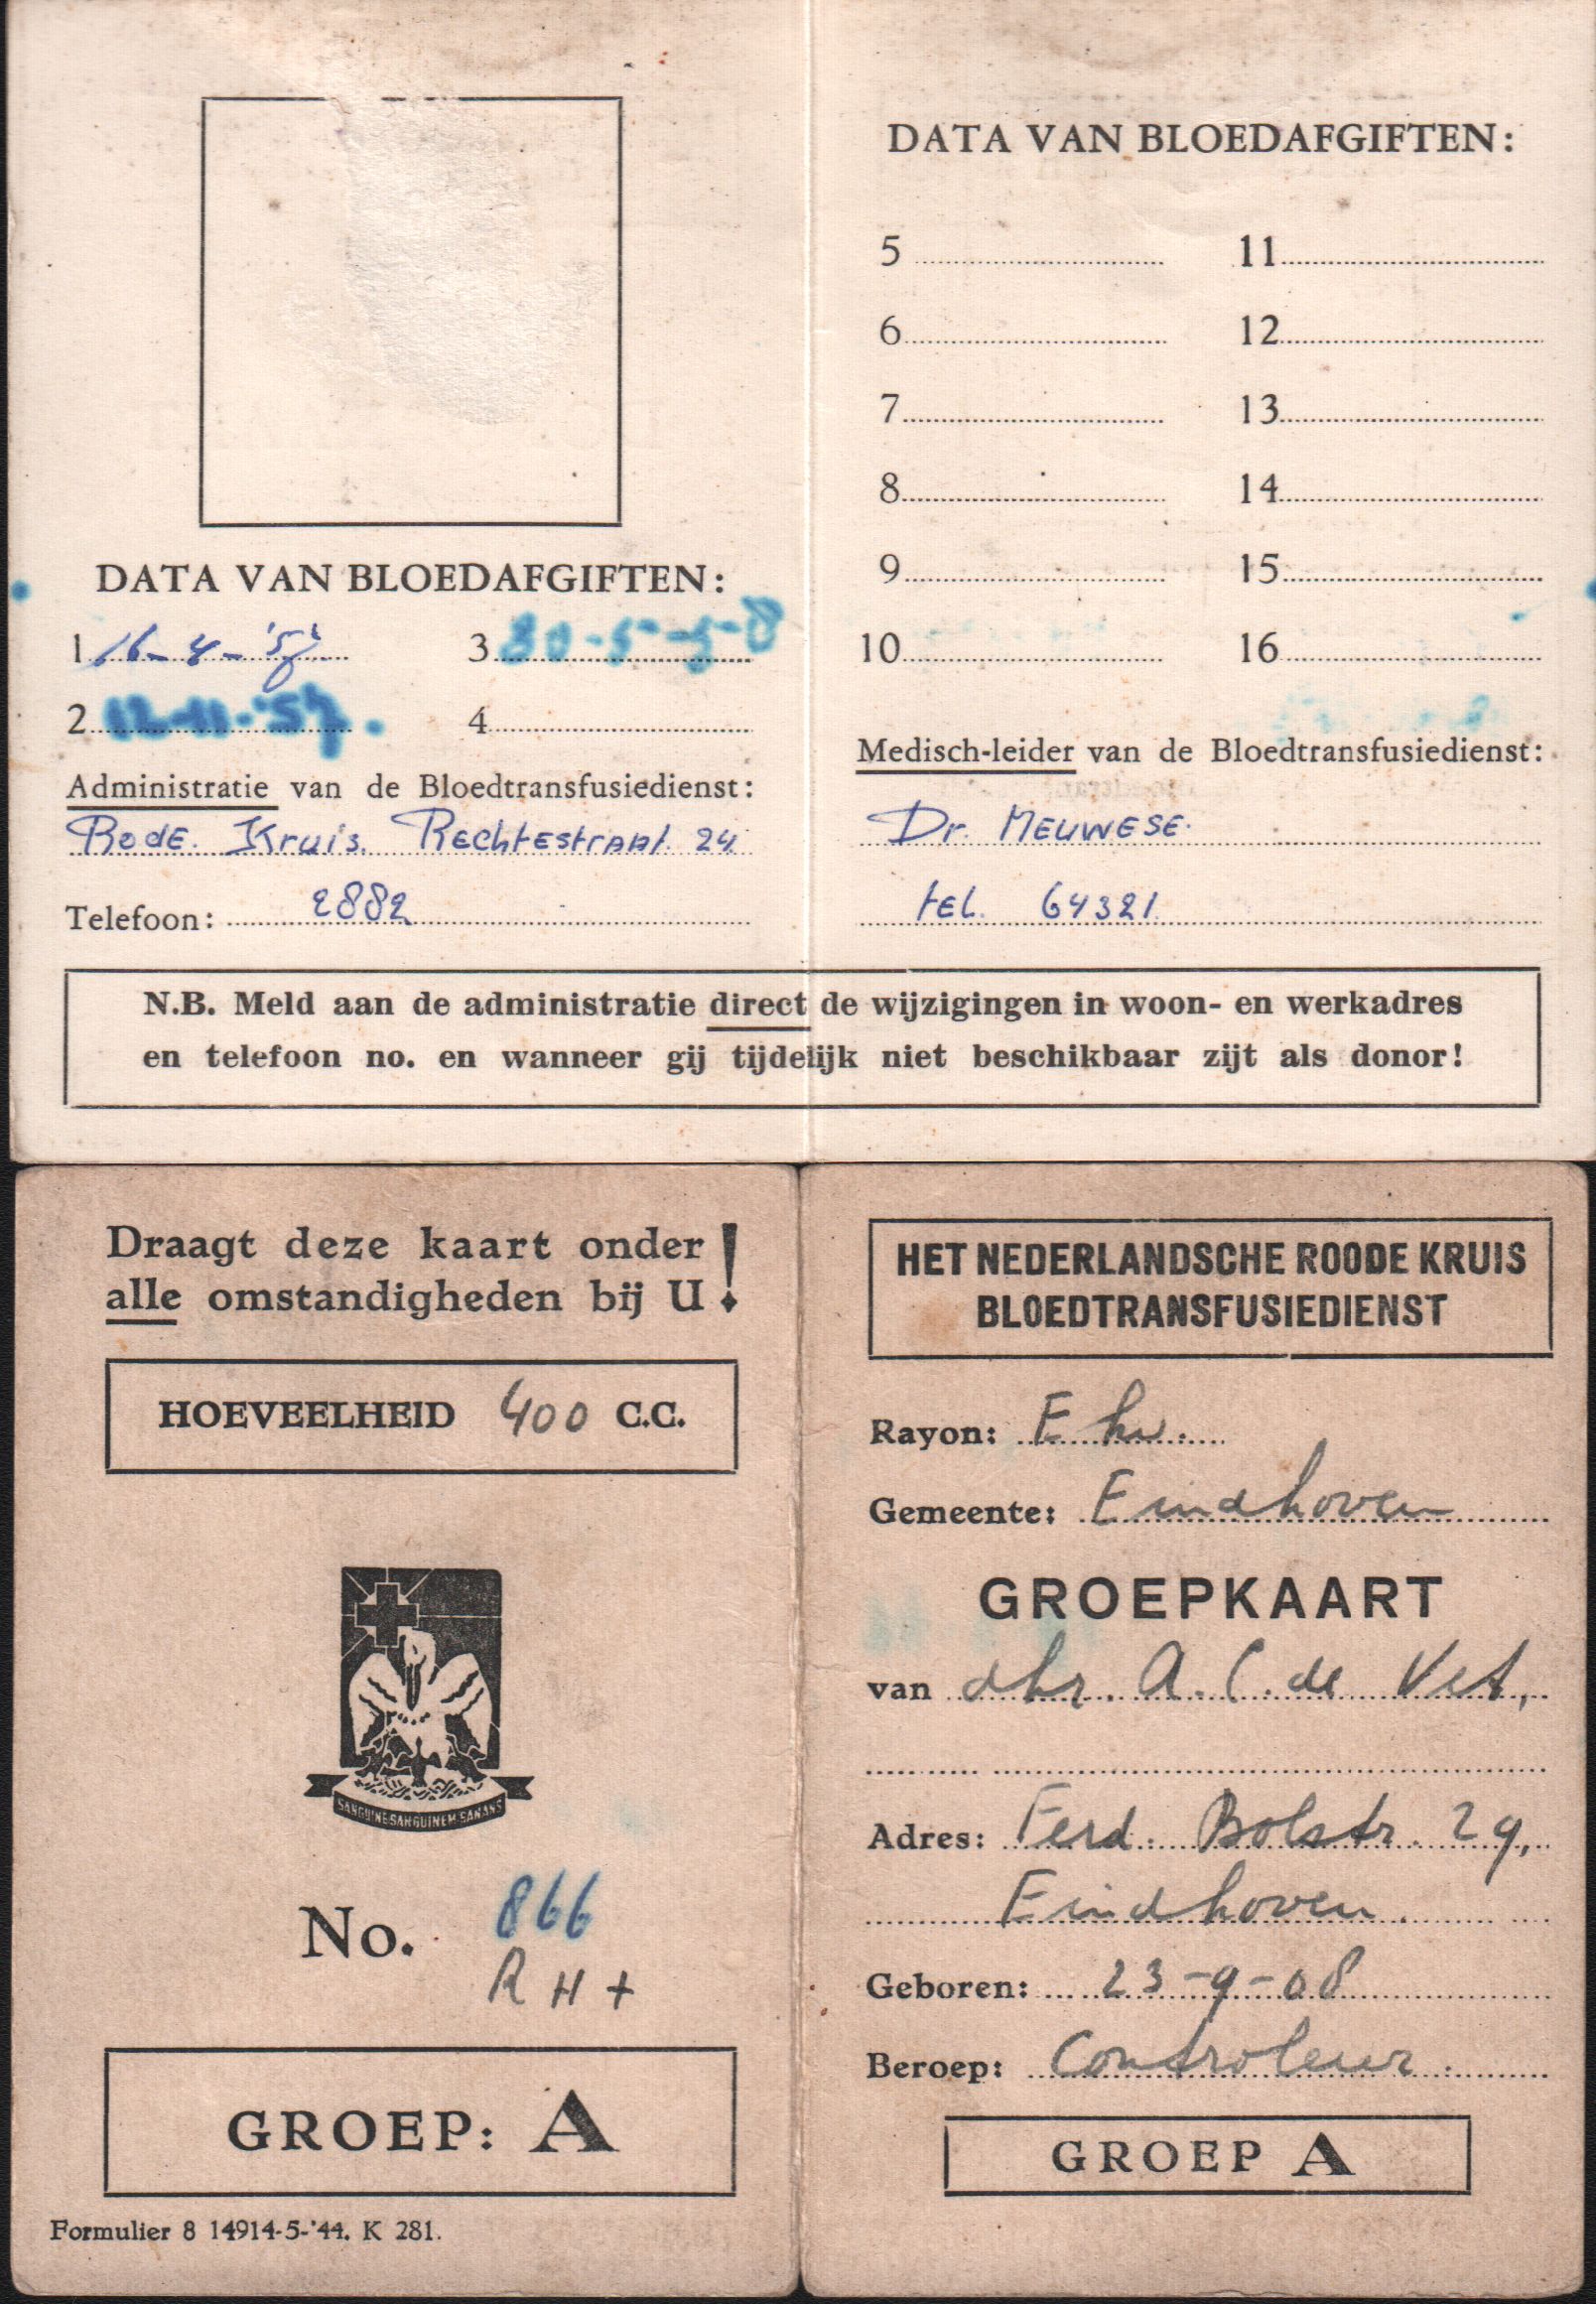 DATA VAN BLOEDAFGIFTEN:
1 16-4-'57
3 30-5-58
2 12-11-'57.
4
Administratie van de Bloedtransfusiedienst:
RodE. Kruis. REchtEstrAAt. 24.
Telefoon: 2882
DATA VAN BLOEDAFGIFTEN:
5
11
6
12
7
13
8
14
9
15
10
16
Medisch-leider van de Bloedtransfusiedienst:
Dr. MEUWESE.
tEL. 64321.
N.B. Meld aan de administratie direct de wijzigingen in woon- en werkadres
en telefoon no. en wanneer gij tijdelijk niet beschikbaar zijt als donor!
Draagt deze kaart onder
alle omstandigheden bij U!
HOEVEELHEID 400 C.C.
SANGUINE SANGUINEM SANANS
No. 866
RH+
GROEP: A
Formulier 8 14914-5-'44. K 281.
HET NEDERLANDSCHE ROODE KRUIS
BLOEDTRANSFUSIEDIENST
Rayon: Ehv.
Gemeente: Eindhoven
GROEPKAART
van dhr. A. C. de Vet,
Adres: Ferd. Bolstr. 29,
Eindhoven.
Geboren: 23-9-08
Beroep: Controleur.
GROEP A